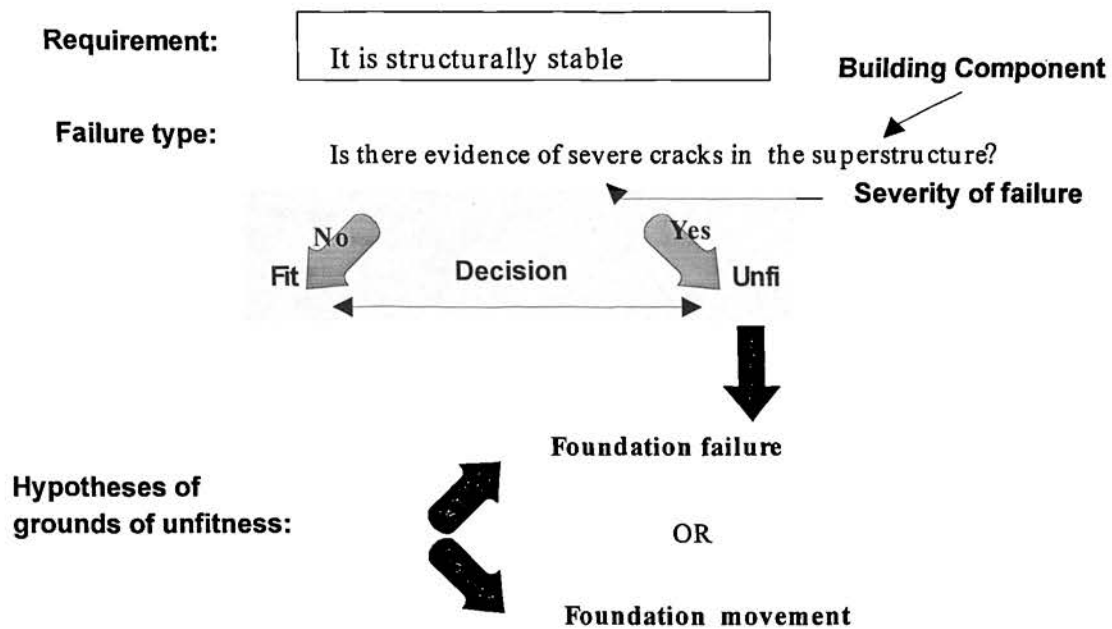 Requirement:
It is structurally stable
Building Component
Failure type:
Is there evidence of severe cracks in the superstructure?
Severity of failure
No
Yes
Fit
Decision
Unfi
Foundation failure
Hypotheses of
grounds of unfitness:
OR
Foundation movement